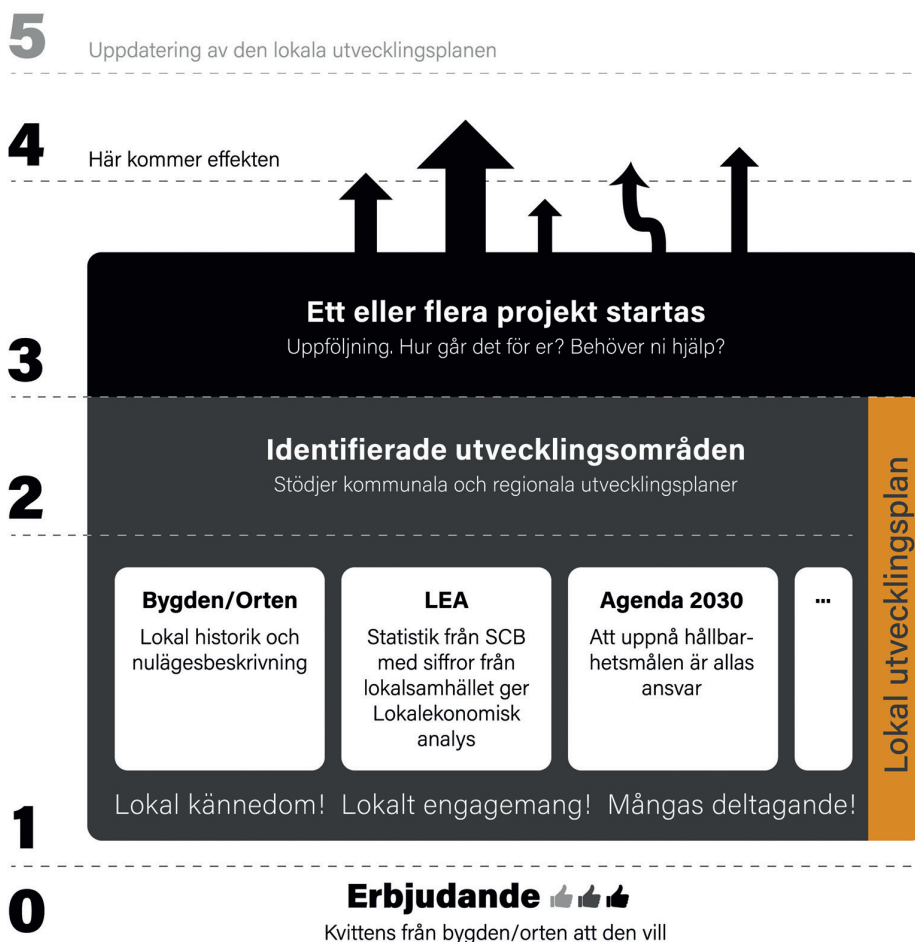 5
Uppdatering av den lokala utvecklingsplanen
4
Här kommer effekten
Ett eller flera projekt startas
Uppföljning. Hur går det för er? Behöver ni hjälp?
3
Identifierade utvecklingsområden
Stödjer kommunala och regionala utvecklingsplaner
2
Lokal utvecklingsplan
Bygden/Orten
Lokal historik och
nulägesbeskrivning
LEA
Statistik från SCB
med siffror från
lokalsamhället ger
Lokalekonomisk
analys
Agenda 2030
Att uppnå hållbar-
hetsmålen är allas
ansvar
...
Lokal kännedom! Lokalt engagemang! Mångas deltagande!
1
0
Erbjudande
Kvittens från bygden/orten att den vill